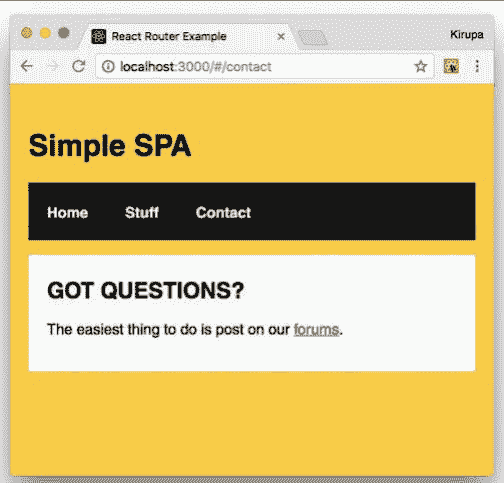 React Router Example
Kirupa
localhost:3000/#/contact
Simple SPA
Home Stuff Contact
GOT QUESTIONS?
The easiest thing to do is post on our forums.